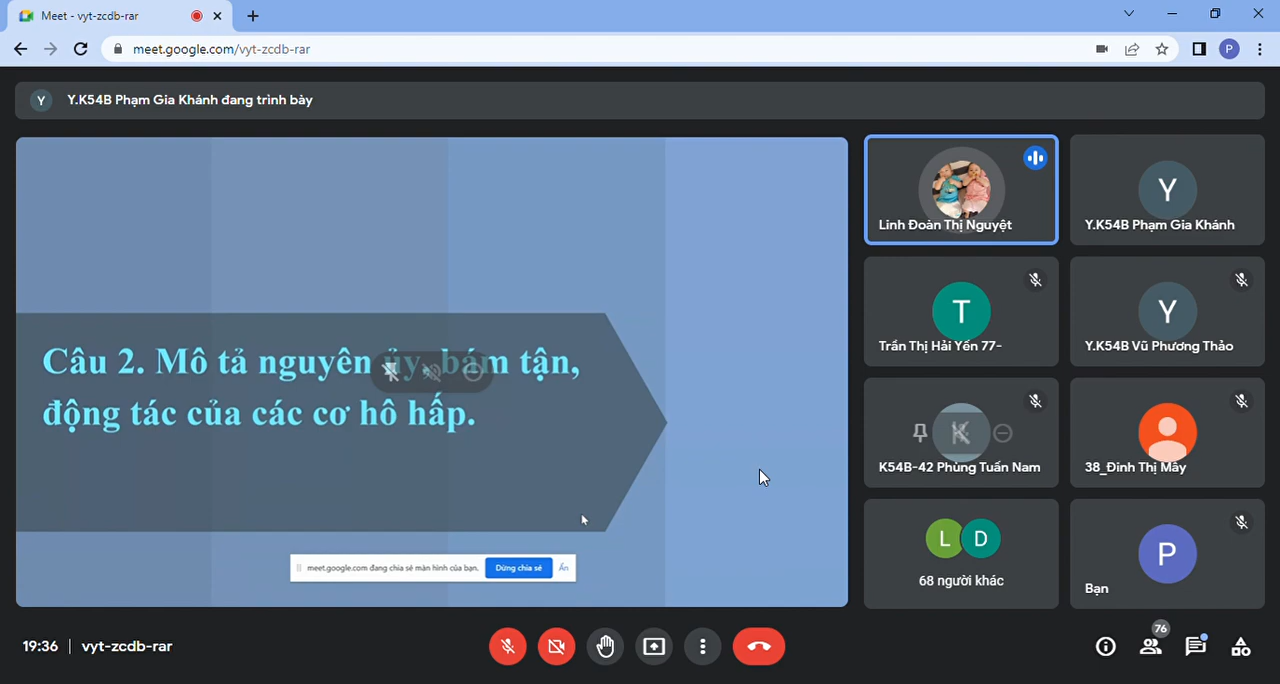 Meet - vyt-zcdb-rar
meet.google.com/vyt-zcdb-rar
P
Y
Y.K54B Phạm Gia Khánh đang trình bày
Câu 2. Mô tả nguyên ủy, bám tận,
động tác của các cơ hô hấp.
meet.google.com đang chia sẻ màn hình của bạn.
Dừng chia sẻ
Ẩn
Linh Đoàn Thị Nguyệt
Y
Y.K54B Phạm Gia Khánh
T
Trần Thị Hải Yến 77-
Y
Y.K54B Vũ Phương Thảo
K
K54B-42 Phùng Tuấn Nam
38_Đinh Thị Mây
L D
68 người khác
P
Bạn
19:36 | vyt-zcdb-rar
76